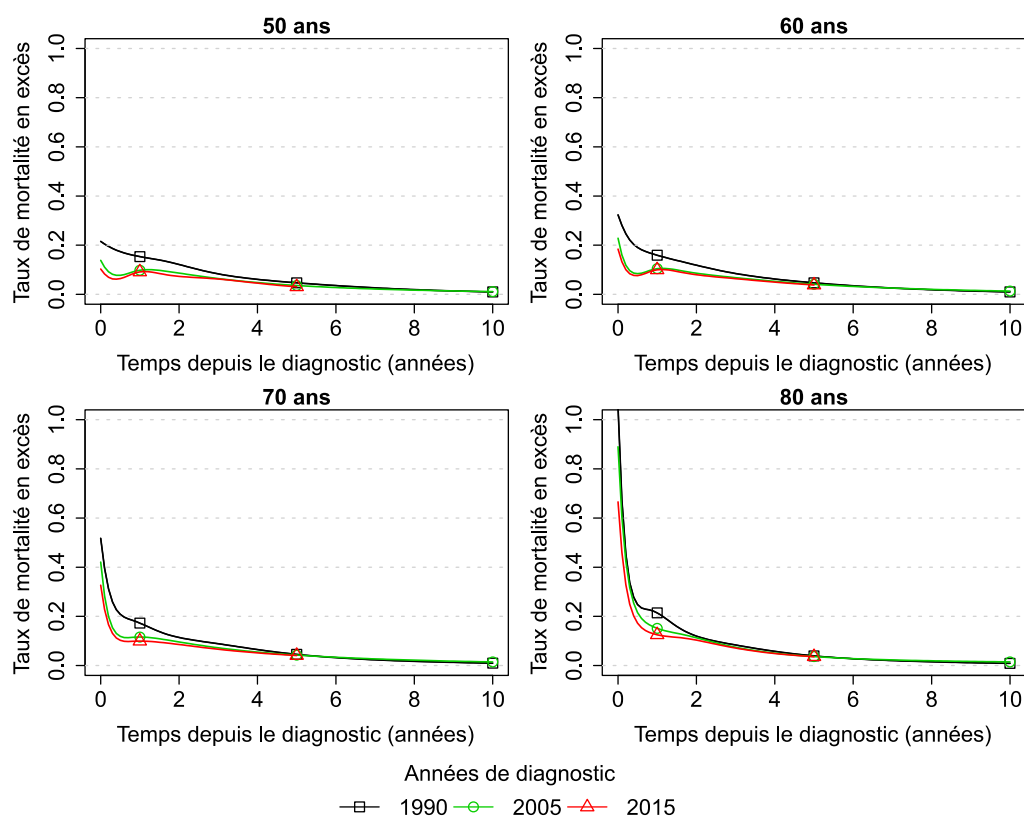 50 ans
60 ans
Taux de mortalité en excès
0.0 0.2 0.4 0.6 0.8 1.0
0 2 4 6 8 10
Temps depuis le diagnostic (années)
Taux de mortalité en excès
0.0 0.2 0.4 0.6 0.8 1.0
0 2 4 6 8 10
Temps depuis le diagnostic (années)
70 ans
80 ans
Taux de mortalité en excès
0.0 0.2 0.4 0.6 0.8 1.0
0 2 4 6 8 10
Temps depuis le diagnostic (années)
Taux de mortalité en excès
0.0 0.2 0.4 0.6 0.8 1.0
0 2 4 6 8 10
Temps depuis le diagnostic (années)
Années de diagnostic
1990 2005 2015